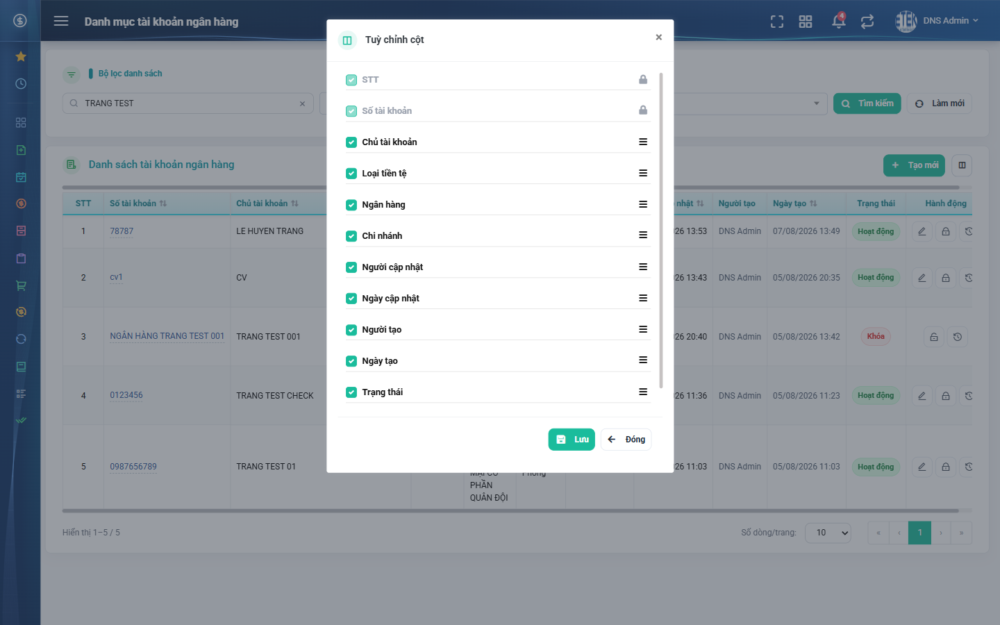 Danh mục tài khoản ngân hàng
4
DNS Admin
Bộ lọc danh sách
TRANG TEST
Tìm kiếm
Làm mới
Danh sách tài khoản ngân hàng
Tạo mới
STT Số tài khoản Chủ tài khoản nhật Người tạo Ngày tạo Trạng thái Hành động
1 78787 LE HUYEN TRANG 26 13:53 DNS Admin 07/08/2026 13:49 Hoạt động
2 cv1 CV 26 13:43 DNS Admin 05/08/2026 20:35 Hoạt động
3 NGÂN HÀNG TRANG TEST 001 TRANG TEST 001 26 20:40 DNS Admin 05/08/2026 13:42 Khóa
4 0123456 TRANG TEST CHECK 26 11:36 DNS Admin 05/08/2026 11:23 Hoạt động
5 0987656789 TRANG TEST 01 26 11:03 DNS Admin 05/08/2026 11:03 Hoạt động
MẠI CỔ Phòng
PHẦN
QUÂN ĐỘI
Hiển thị 1–5 / 5
Số dòng/trang: 10
« ‹ 1 › »
Tuỳ chỉnh cột
×
STT
Số tài khoản
Chủ tài khoản
Loại tiền tệ
Ngân hàng
Chi nhánh
Người cập nhật
Ngày cập nhật
Người tạo
Ngày tạo
Trạng thái
Lưu
Đóng